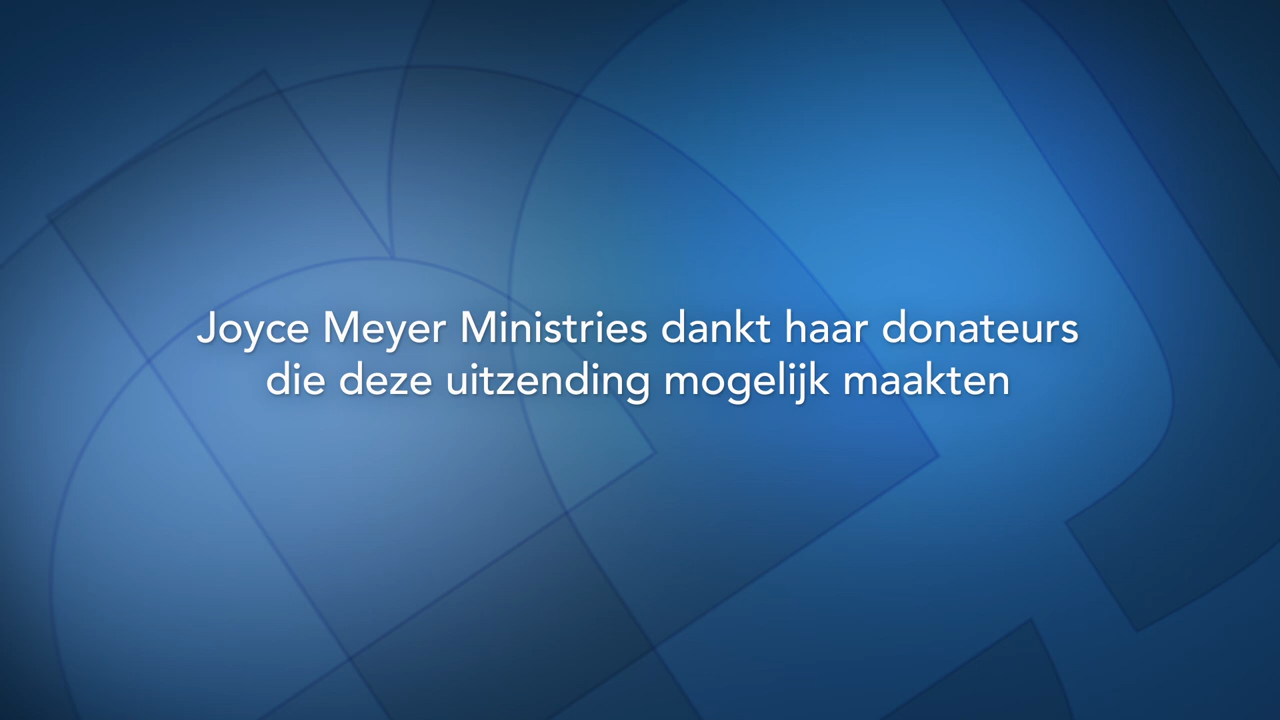 Joyce Meyer Ministries dankt haar donateurs
die deze uitzending mogelijk maakten